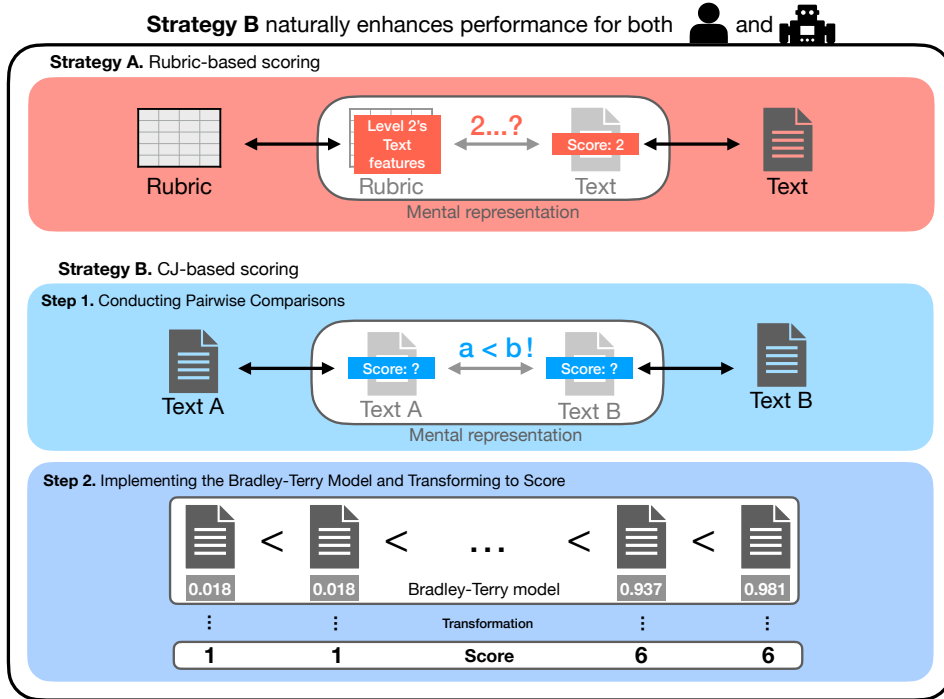 Strategy B naturally enhances performance for both and
Strategy A. Rubric-based scoring
Level 2's
Text
features
2...?
Score: 2
Rubric
Rubric
Text
Text
Mental representation
Strategy B. CJ-based scoring
Step 1. Conducting Pairwise Comparisons
a < b!
Score: ?
Score: ?
Text A
Text A
Text B
Text B
Mental representation
Step 2. Implementing the Bradley-Terry Model and Transforming to Score
< < ... < <
0.018 0.018 Bradley-Terry model 0.937 0.981
⋮ ⋮ Transformation ⋮ ⋮
1 1 Score 6 6